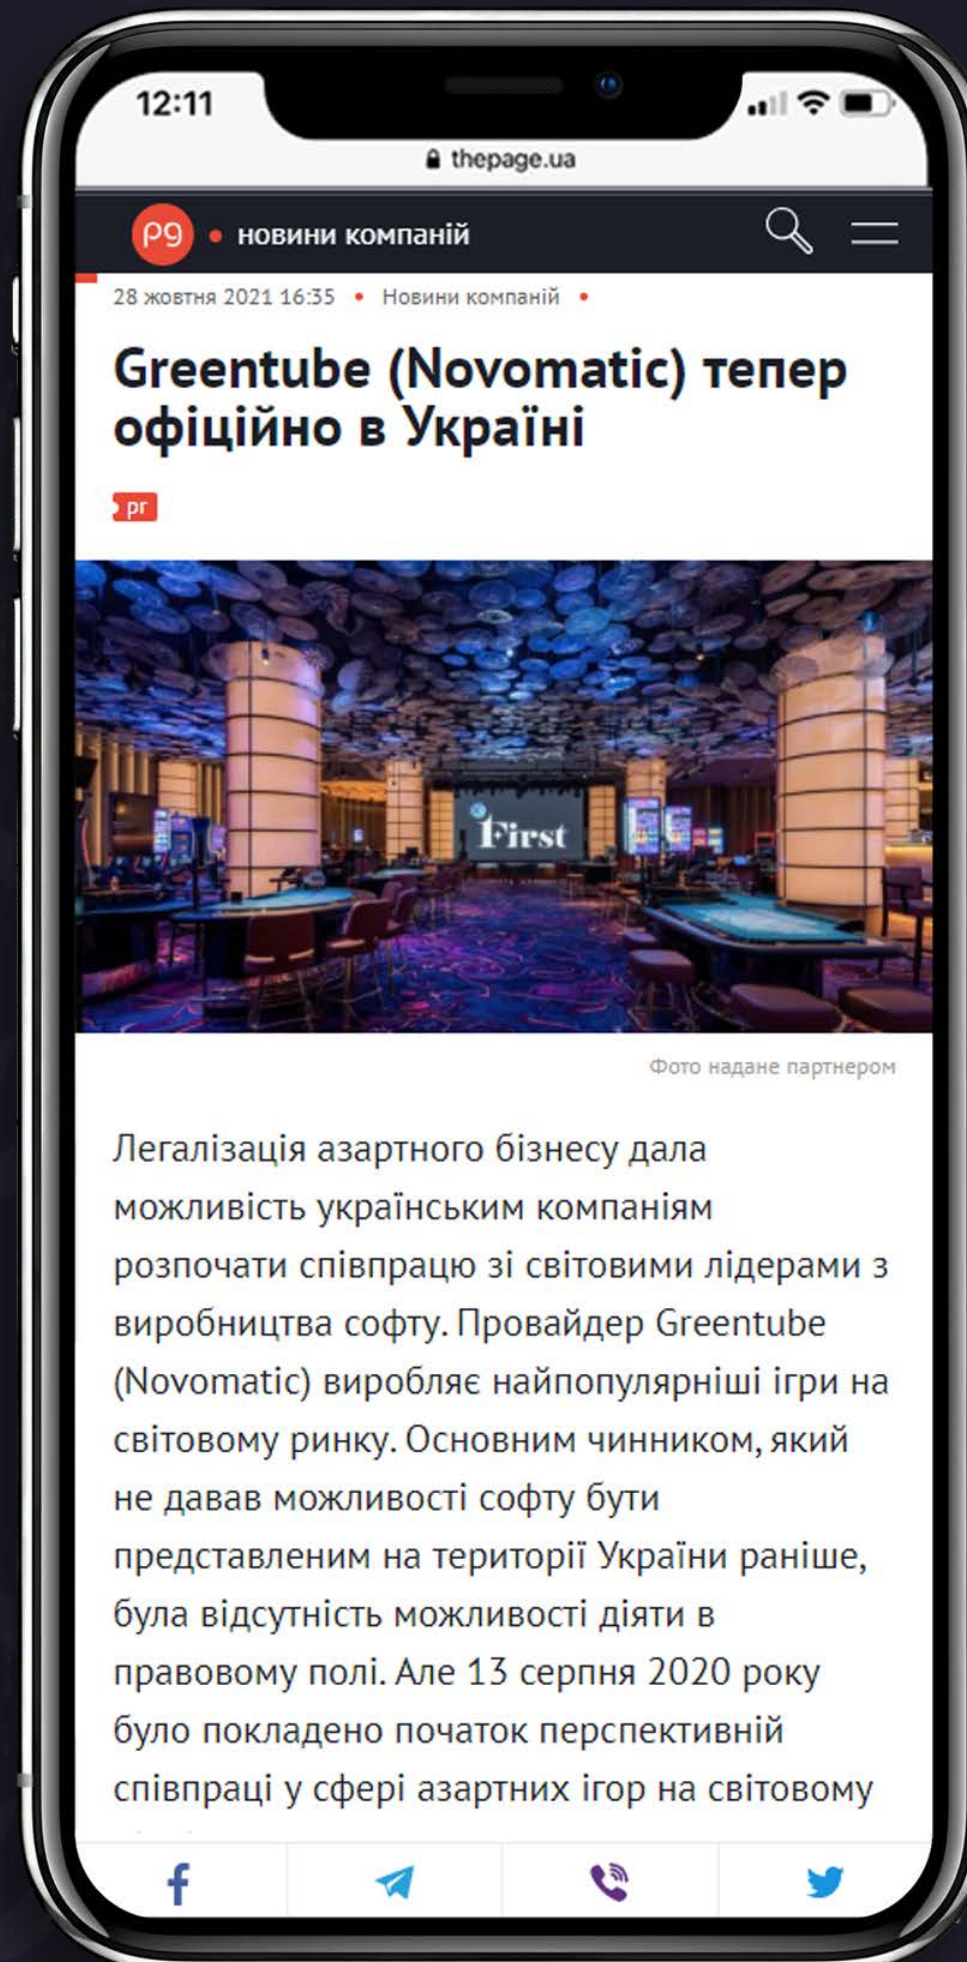 12:11
thepage.ua
pg • новини компаній
28 жовтня 2021 16:35 • Новини компаній •
Greentube (Novomatic) тепер
офіційно в Україні
pr
First
Фото надане партнером
Легалізація азартного бізнесу дала
можливість українським компаніям
розпочати співпрацю зі світовими лідерами з
виробництва софту. Провайдер Greentube
(Novomatic) виробляє найпопулярніші ігри на
світовому ринку. Основним чинником, який
не давав можливості софту бути
представленим на території України раніше,
була відсутність можливості діяти в
правовому полі. Але 13 серпня 2020 року
було покладено початок перспективній
співпраці у сфері азартних ігор на світовому